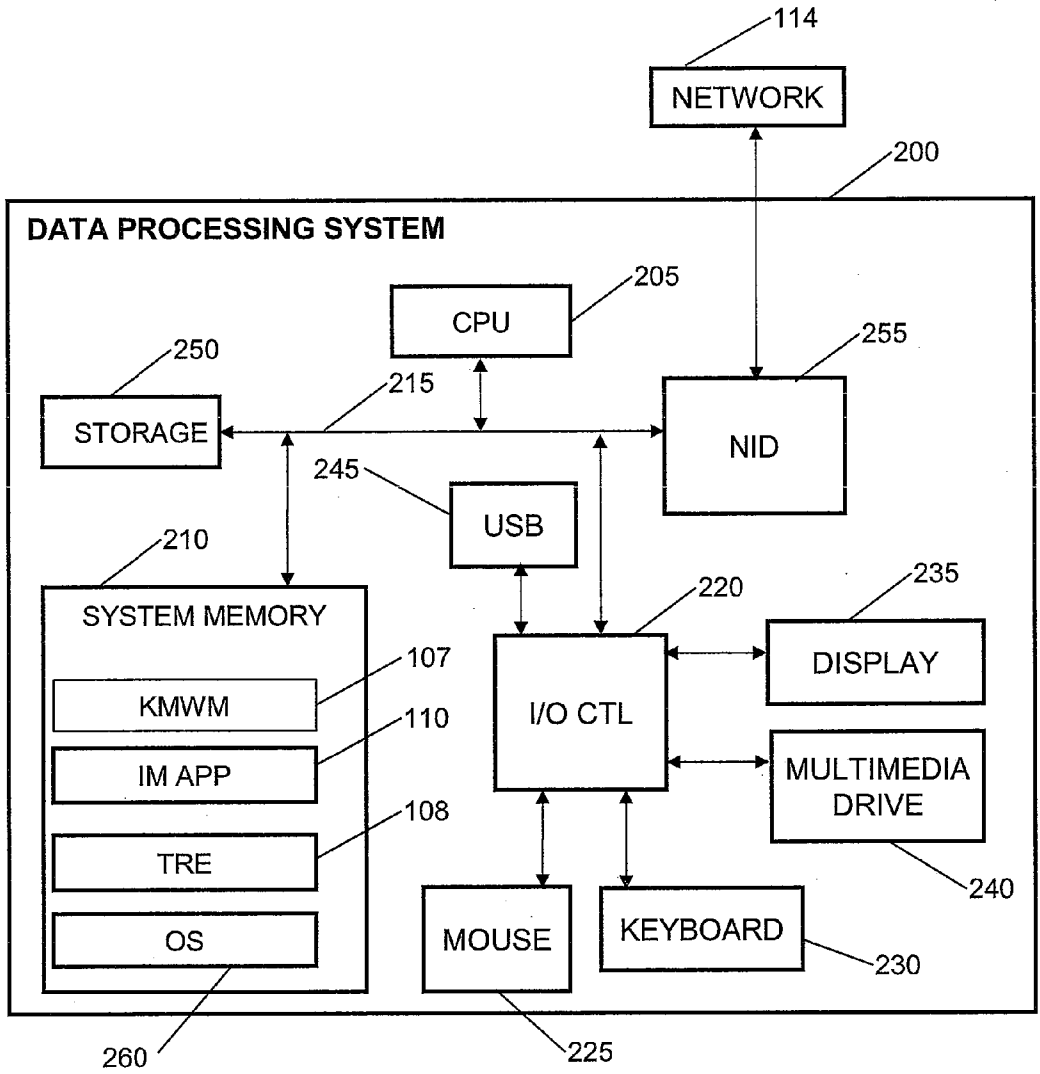 114
NETWORK
200
DATA PROCESSING SYSTEM
205
CPU
250
215
255
STORAGE
NID
245
USB
210
220
235
SYSTEM MEMORY
DISPLAY
107
KMWM
I/O CTL
110
IM APP
MULTIMEDIA
DRIVE
108
TRE
240
MOUSE
KEYBOARD
OS
230
260
225